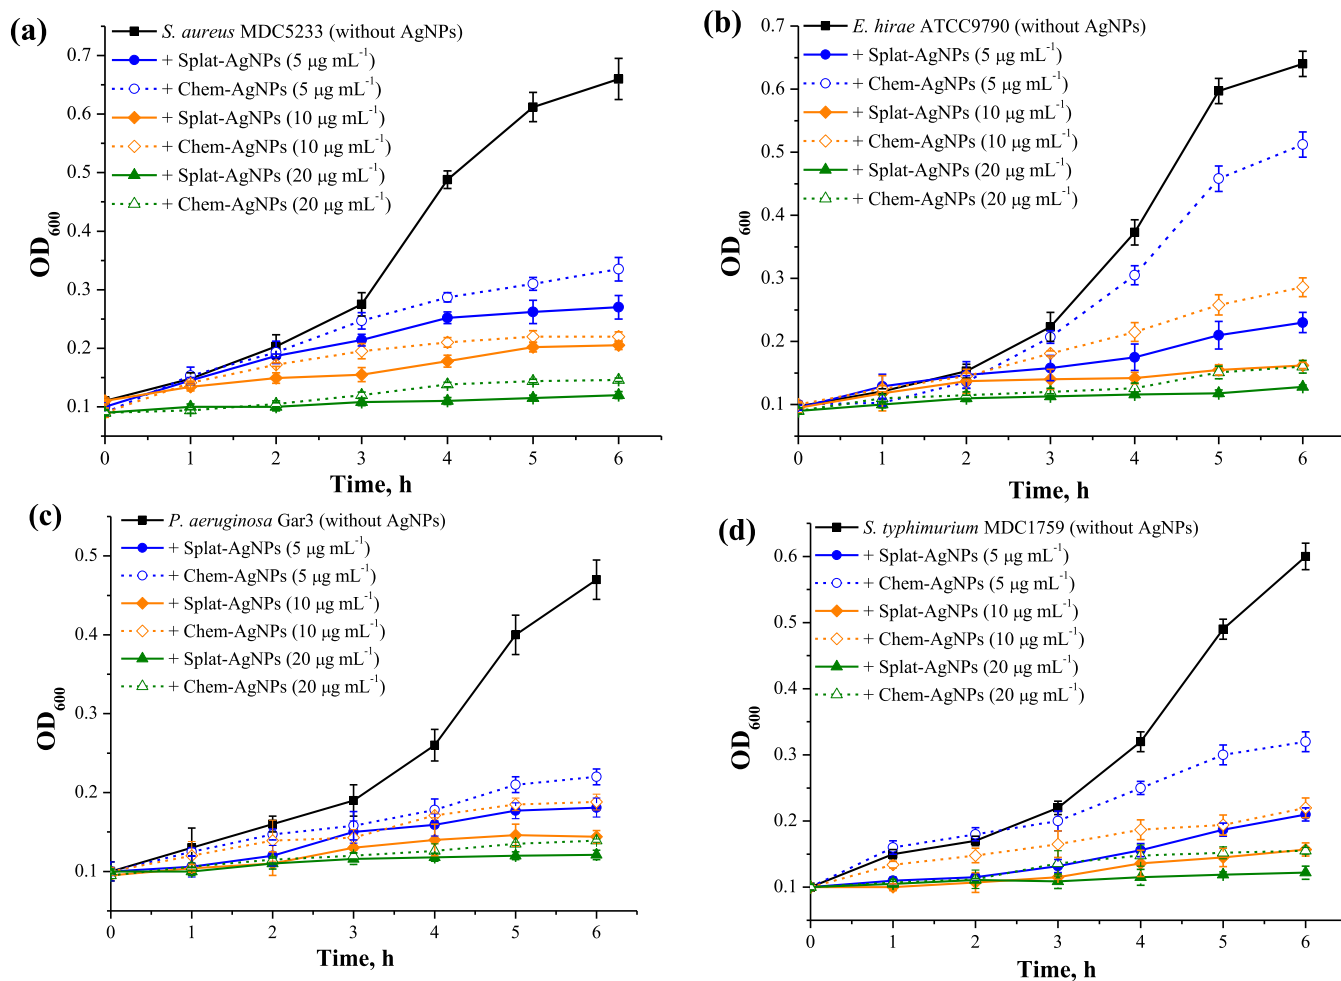 (a)
S. aureus MDC5233 (without AgNPs)
+ Splat-AgNPs (5 μg mL⁻¹)
+ Chem-AgNPs (5 μg mL⁻¹)
+ Splat-AgNPs (10 μg mL⁻¹)
+ Chem-AgNPs (10 μg mL⁻¹)
+ Splat-AgNPs (20 μg mL⁻¹)
+ Chem-AgNPs (20 μg mL⁻¹)
0.7
0.6
0.5
0.4
0.3
0.2
0.1
OD₆₀₀
0 1 2 3 4 5 6
Time, h
(b)
E. hirae ATCC9790 (without AgNPs)
+ Splat-AgNPs (5 μg mL⁻¹)
+ Chem-AgNPs (5 μg mL⁻¹)
+ Splat-AgNPs (10 μg mL⁻¹)
+ Chem-AgNPs (10 μg mL⁻¹)
+ Splat-AgNPs (20 μg mL⁻¹)
+ Chem-AgNPs (20 μg mL⁻¹)
0.7
0.6
0.5
0.4
0.3
0.2
0.1
OD₆₀₀
0 1 2 3 4 5 6
Time, h
(c)
P. aeruginosa Gar3 (without AgNPs)
+ Splat-AgNPs (5 μg mL⁻¹)
+ Chem-AgNPs (5 μg mL⁻¹)
+ Splat-AgNPs (10 μg mL⁻¹)
+ Chem-AgNPs (10 μg mL⁻¹)
+ Splat-AgNPs (20 μg mL⁻¹)
+ Chem-AgNPs (20 μg mL⁻¹)
0.5
0.4
0.3
0.2
0.1
OD₆₀₀
0 1 2 3 4 5 6
Time, h
(d)
S. typhimurium MDC1759 (without AgNPs)
+ Splat-AgNPs (5 μg mL⁻¹)
+ Chem-AgNPs (5 μg mL⁻¹)
+ Splat-AgNPs (10 μg mL⁻¹)
+ Chem-AgNPs (10 μg mL⁻¹)
+ Splat-AgNPs (20 μg mL⁻¹)
+ Chem-AgNPs (20 μg mL⁻¹)
0.6
0.5
0.4
0.3
0.2
0.1
OD₆₀₀
0 1 2 3 4 5 6
Time, h